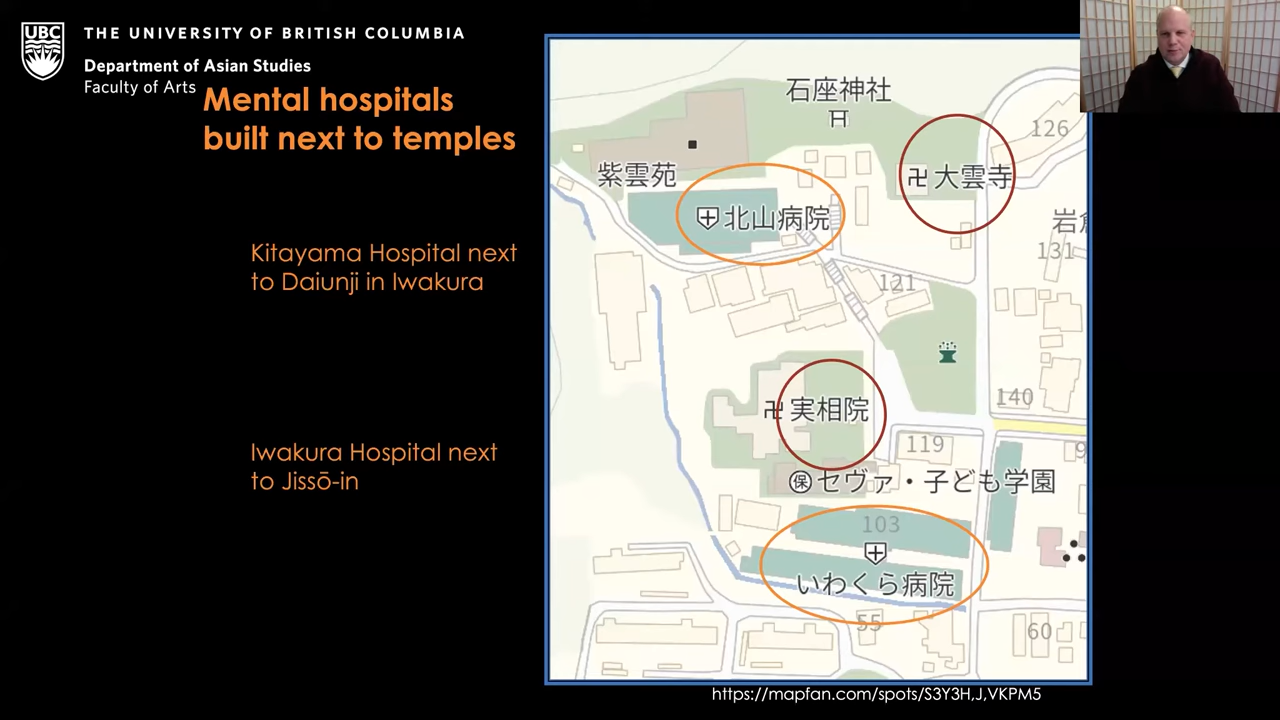 UBC
THE UNIVERSITY OF BRITISH COLUMBIA
Department of Asian Studies
Faculty of Arts
Mental hospitals
built next to temples
Kitayama Hospital next
to Daiunji in Iwakura
Iwakura Hospital next
to Jissō-in
石座神社
126
卍 大雲寺
紫雲苑
北山病院
131
121
卍 実相院
140
119
保 セヴァ・子ども学園
103
いわくら病院
55
60
https://mapfan.com/spots/S3Y3H,J,VKPM5